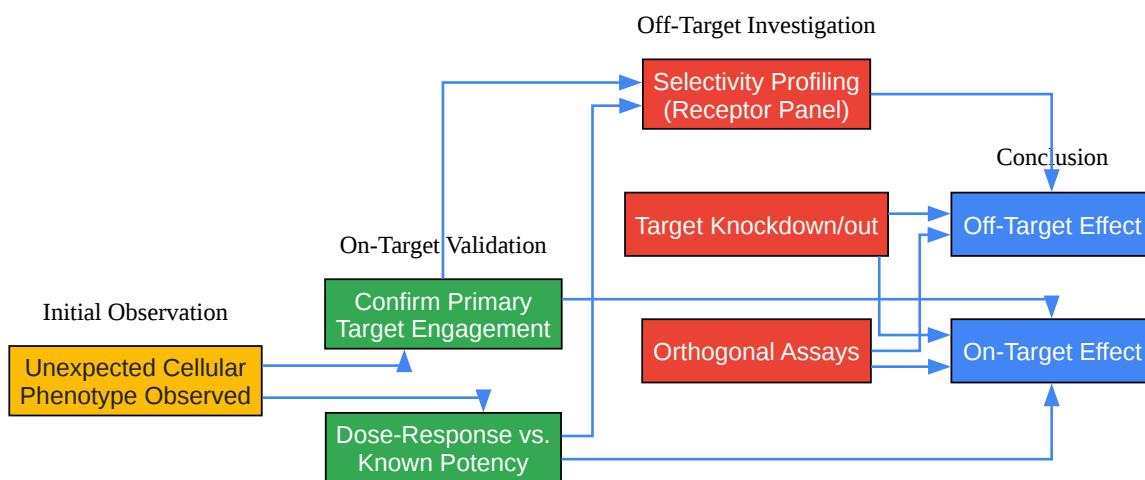 Off-Target Investigation
Selectivity Profiling
(Receptor Panel)
Conclusion
Target Knockdown/out
Off-Target Effect
On-Target Validation
Confirm Primary
Target Engagement
Initial Observation
Orthogonal Assays
On-Target Effect
Unexpected Cellular
Phenotype Observed
Dose-Response vs.
Known Potency